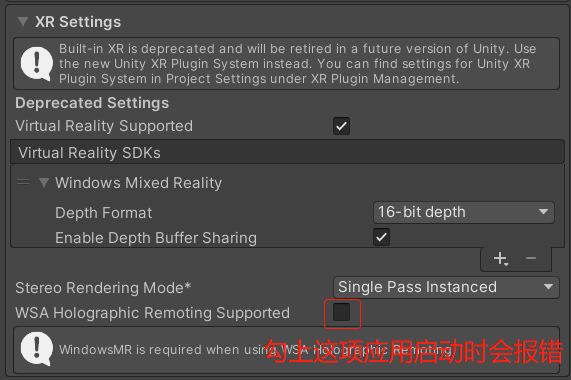 XR Settings
Built-in XR is deprecated and will be retired in a future version of Unity. Use
the new Unity XR Plugin System instead. You can find settings for Unity XR
Plugin System in Project Settings under XR Plugin Management.
Deprecated Settings
Virtual Reality Supported
Virtual Reality SDKs
Windows Mixed Reality
Depth Format 16-bit depth
Enable Depth Buffer Sharing
Stereo Rendering Mode* Single Pass Instanced
WSA Holographic Remoting Supported
WindowsMR is required when using WSA Holographic Remoting.
勾上这项应用启动时会报错